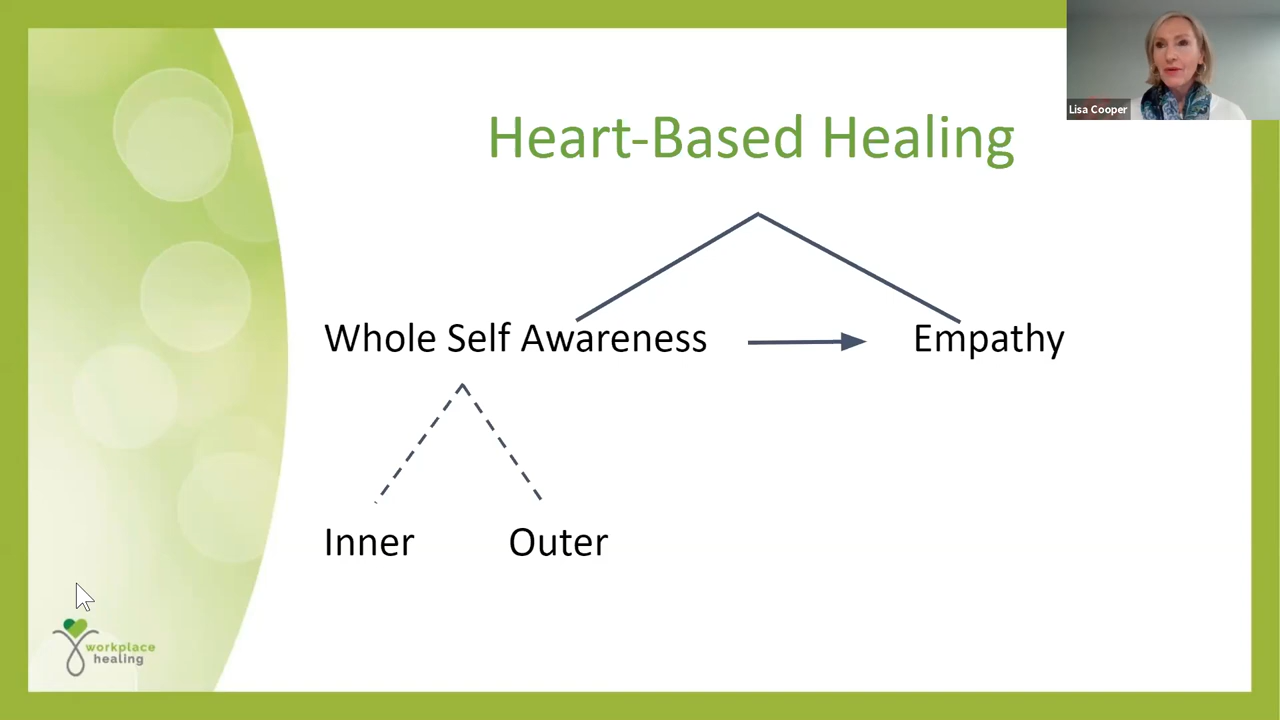 Heart-Based Healing
Lisa Cooper
Whole Self Awareness
Empathy
Inner
Outer
workplace
healing